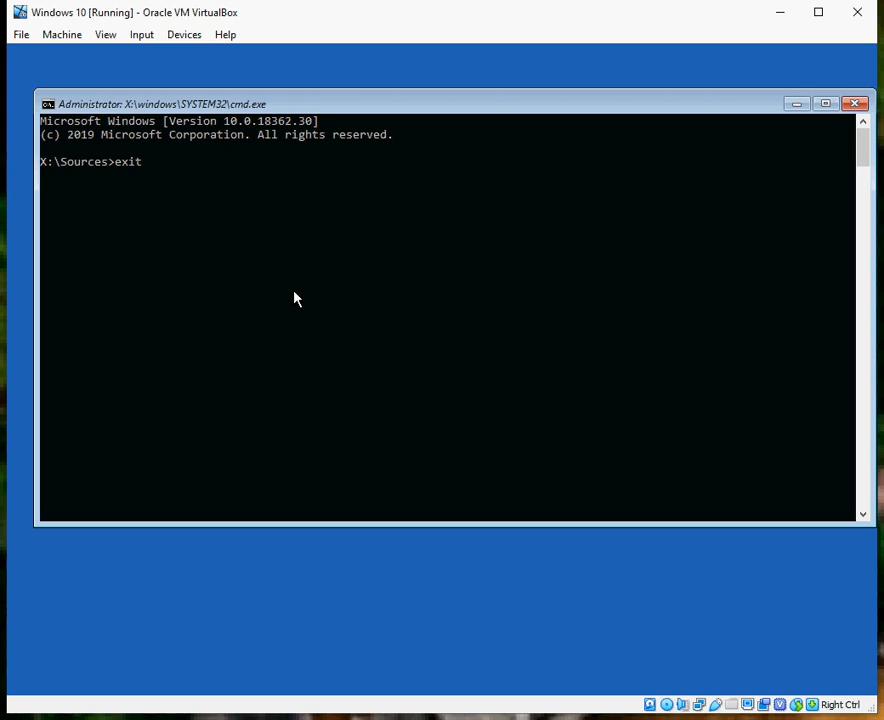 Windows 10 [Running] - Oracle VM VirtualBox
File Machine View Input Devices Help
Administrator: X:\windows\SYSTEM32\cmd.exe
Microsoft Windows [Version 10.0.18362.30]
(c) 2019 Microsoft Corporation. All rights reserved.
X:\Sources>exit
Right Ctrl